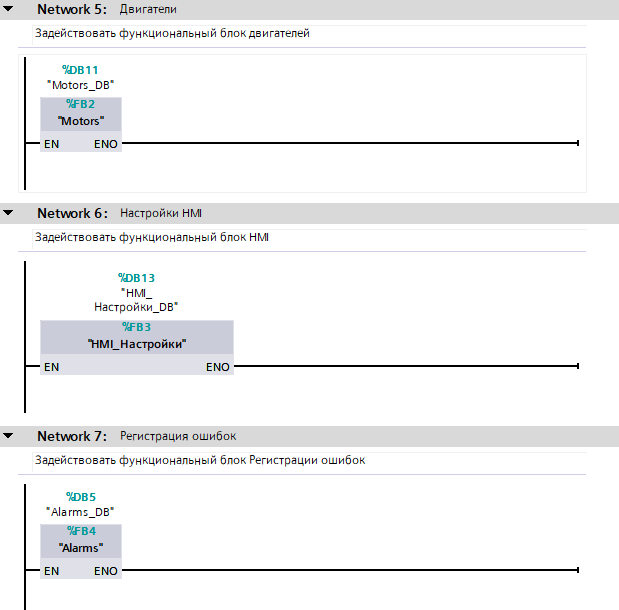 Network 5: Двигатели
Задействовать функциональный блок двигателей
%DB11
"Motors_DB"
%FB2
"Motors"
EN ENO
Network 6: Настройки HMI
Задействовать функциональный блок HMI
%DB13
"HMI_
Настройки_DB"
%FB3
"HMI_Настройки"
EN ENO
Network 7: Регистрация ошибок
Задействовать функциональный блок Регистрации ошибок
%DB5
"Alarms_DB"
%FB4
"Alarms"
EN ENO